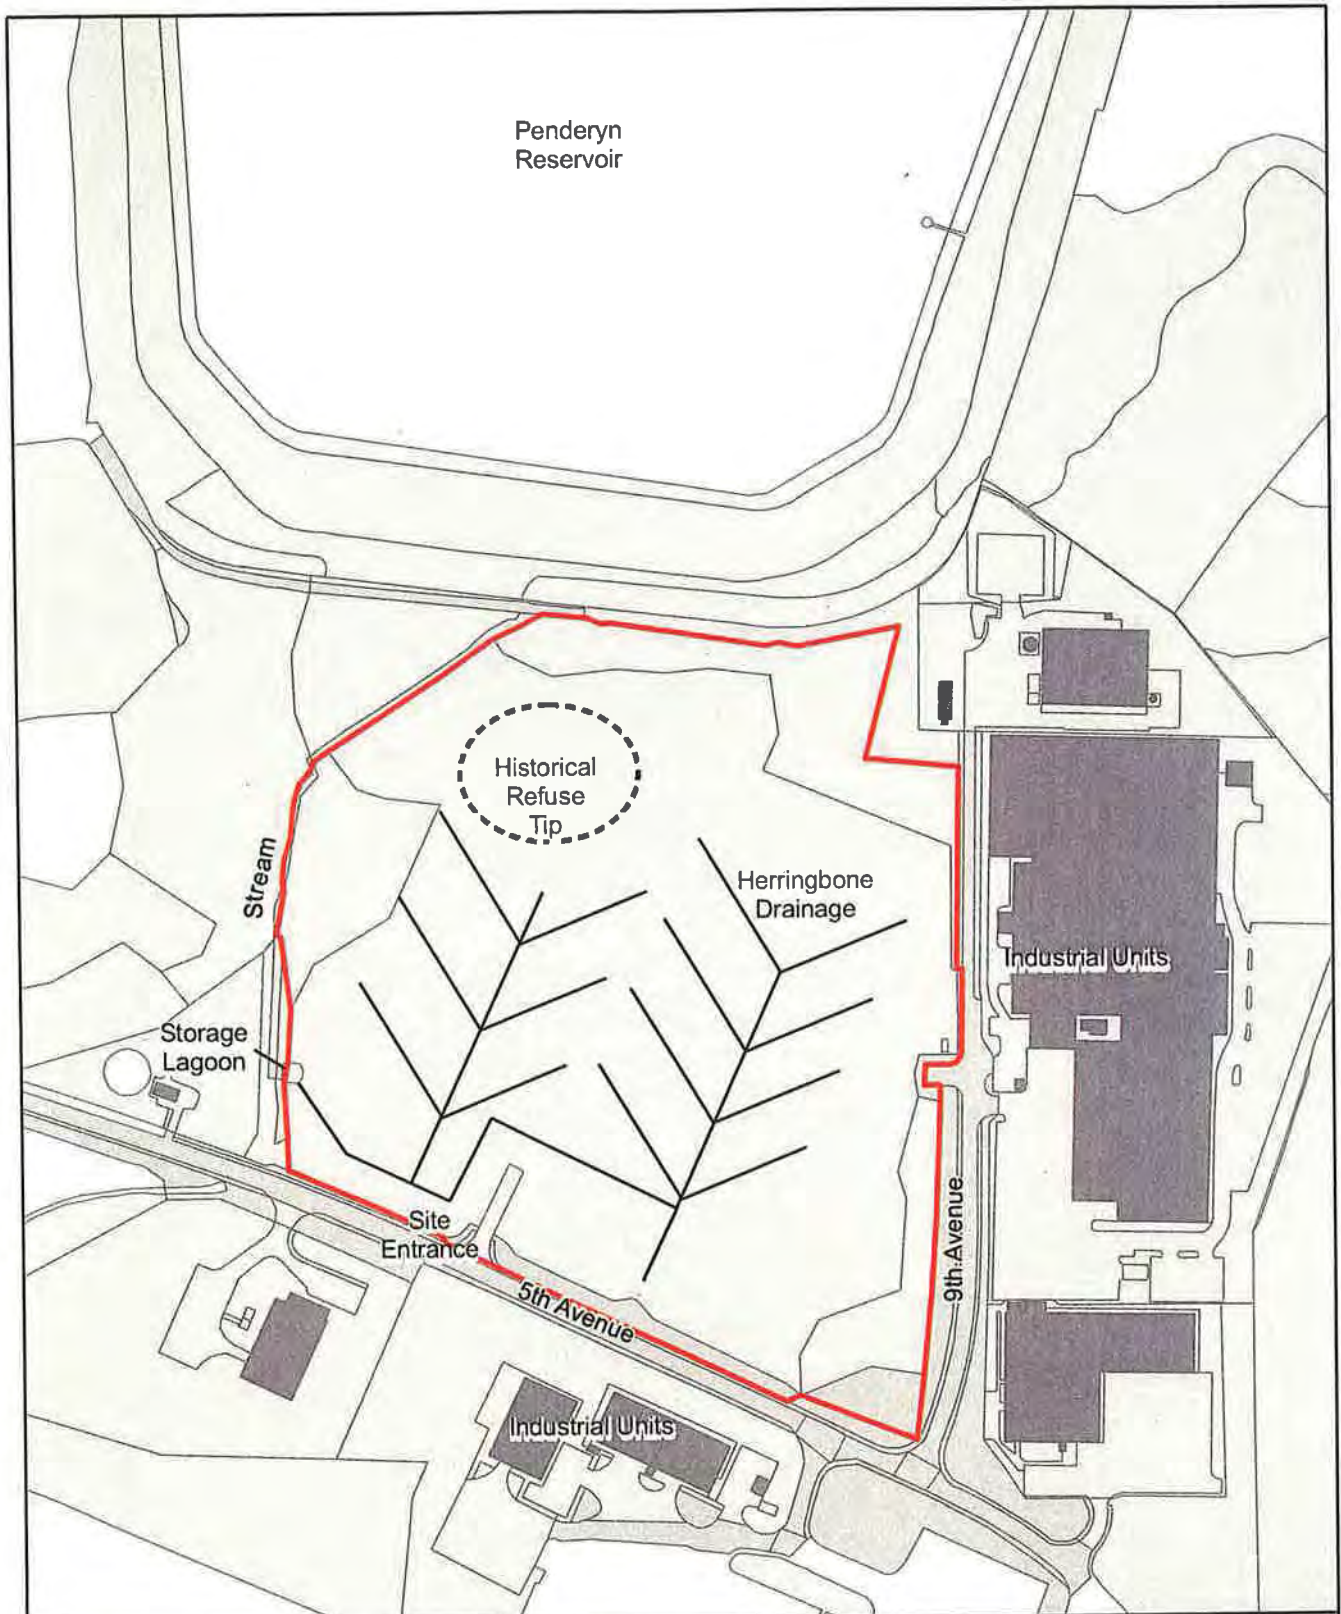 Penderyn
Reservoir
Historical
Refuse
Tip
Herringbone
Drainage
Stream
Industrial Units
Storage
Lagoon
Site
Entrance
9th Avenue
5th Avenue
Industrial Units